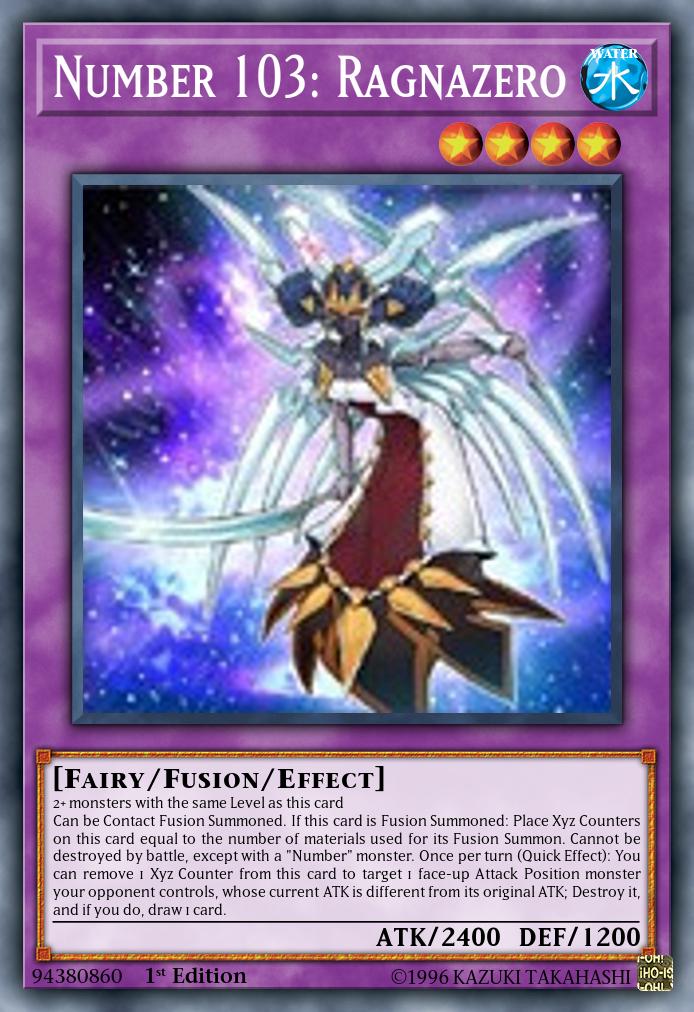 Number 103: Ragnazero
WATER
水
[Fairy/Fusion/Effect]
2+ monsters with the same Level as this card
Can be Contact Fusion Summoned. If this card is Fusion Summoned: Place Xyz Counters
on this card equal to the number of materials used for its Fusion Summon. Cannot be
destroyed by battle, except with a "Number" monster. Once per turn (Quick Effect): You
can remove 1 Xyz Counter from this card to target 1 face-up Attack Position monster
your opponent controls, whose current ATK is different from its original ATK; Destroy it,
and if you do, draw 1 card.
ATK/2400 DEF/1200
94380860 1st Edition ©1996 KAZUKI TAKAHASHI